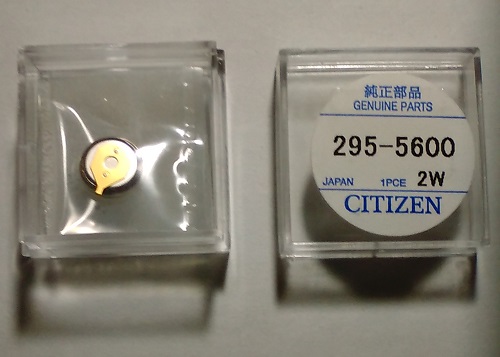 純正部品
GENUINE PARTS
295-5600
JAPAN 1PCE 2W
CITIZEN